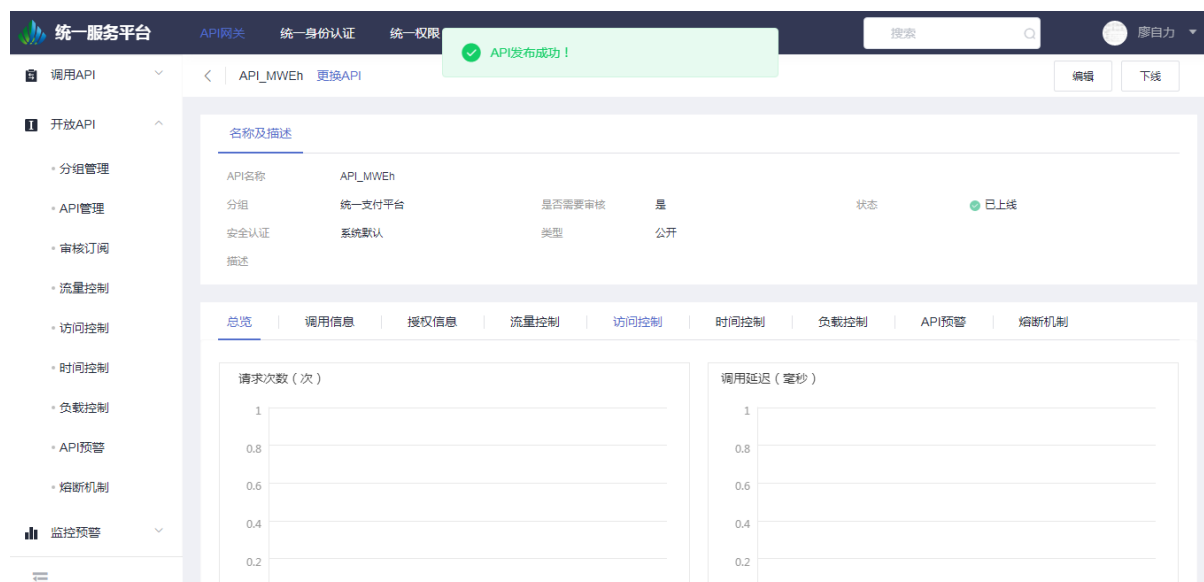 统一服务平台 API网关 统一身份认证 统一权限 API发布成功！ 搜索 廖自力
调用API API_MWEh 更换API 编辑 下线
开放API
名称及描述
分组管理
API名称 API_MWEh
API管理
分组 统一支付平台 是否需要审核 是 状态 已上线
安全认证 系统默认 类型 公开
审核订阅
描述
流量控制
总览 调用信息 授权信息 流量控制 访问控制 时间控制 负载控制 API预警 熔断机制
访问控制
时间控制
请求次数（次） 调用延迟（毫秒）
负载控制
1 1
API预警
0.8 0.8
熔断机制
0.6 0.6
监控预警
0.4 0.4
0.2 0.2